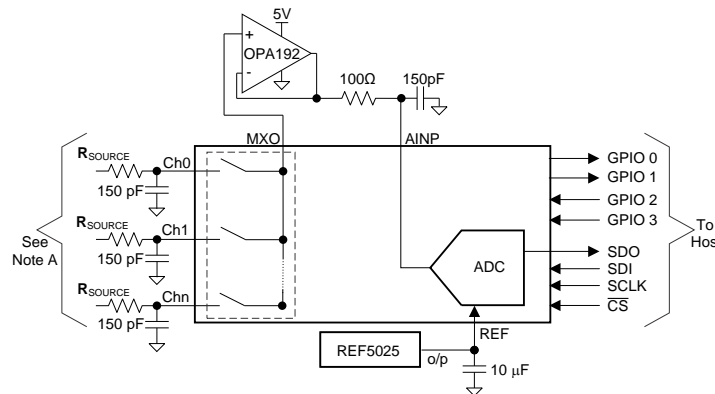 5V
+
OPA192
-
100Ω
150pF
MXO
AINP
RSOURCE
Ch0
150 pF
RSOURCE
Ch1
150 pF
RSOURCE
Chn
150 pF
See
Note A
ADC
REF
REF5025
o/p
10 μF
GPIO 0
GPIO 1
GPIO 2
GPIO 3
SDO
SDI
SCLK
CS
To
Hos